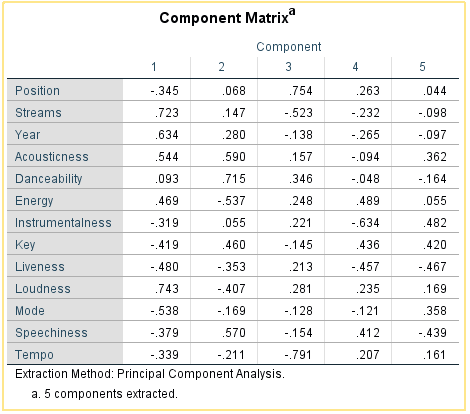 Component Matrixa
Component
1 2 3 4 5
Position -.345 .068 .754 .263 .044
Streams .723 .147 -.523 -.232 -.098
Year .634 .280 -.138 -.265 -.097
Acousticness .544 .590 .157 -.094 .362
Danceability .093 .715 .346 -.048 -.164
Energy .469 -.537 .248 .489 .055
Instrumentalness -.319 .055 .221 -.634 .482
Key -.419 .460 -.145 .436 .420
Liveness -.480 -.353 .213 -.457 -.467
Loudness .743 -.407 .281 .235 .169
Mode -.538 -.169 -.128 -.121 .358
Speechiness -.379 .570 -.154 .412 -.439
Tempo -.339 -.211 -.791 .207 .161
Extraction Method: Principal Component Analysis.
a. 5 components extracted.